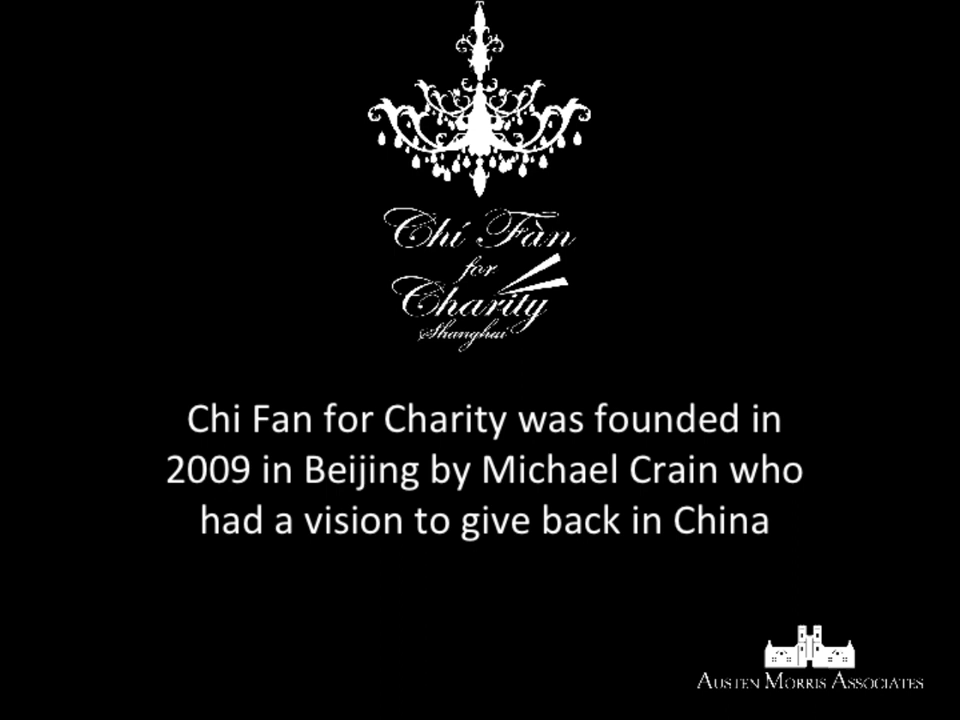 Chí Fàn
for
Charity
Shanghai
Chi Fan for Charity was founded in
2009 in Beijing by Michael Crain who
had a vision to give back in China
AUSTEN MORRIS ASSOCIATES